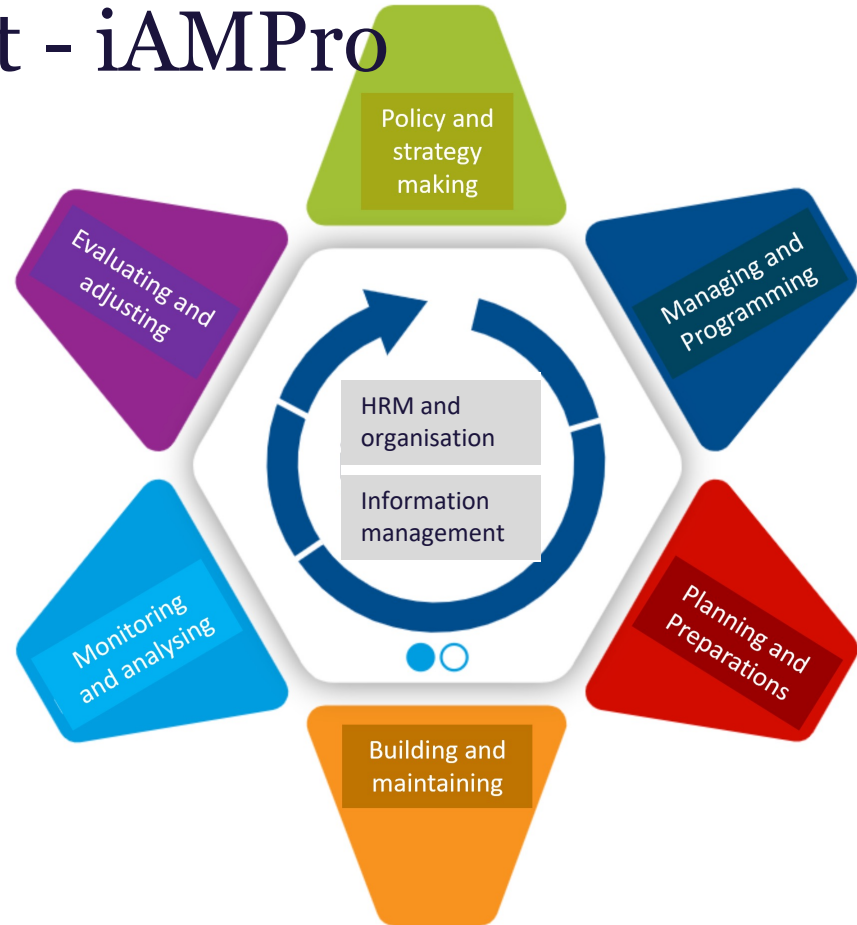 t - iAMPro
Policy and
strategy
making
Managing and
Programming
Planning and
Preparations
Building and
maintaining
Monitoring
and analysing
Evaluating and
adjusting
HRM and
organisation
Information
management